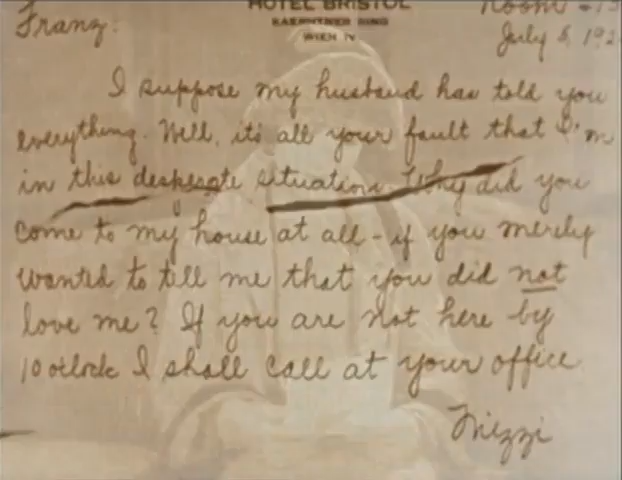 HOTEL BRISTOL
KAERNTNER RING
WIEN IV
Room
Franz:
July 5, 192
I suppose my husband has told you
everything. Well, it's all your fault that I'm
in this desperate situation. Why did you
come to my house at all - if you merely
wanted to tell me that you did not
love me? If you are not here by
10 o'clock I shall call at your office
Mizzi